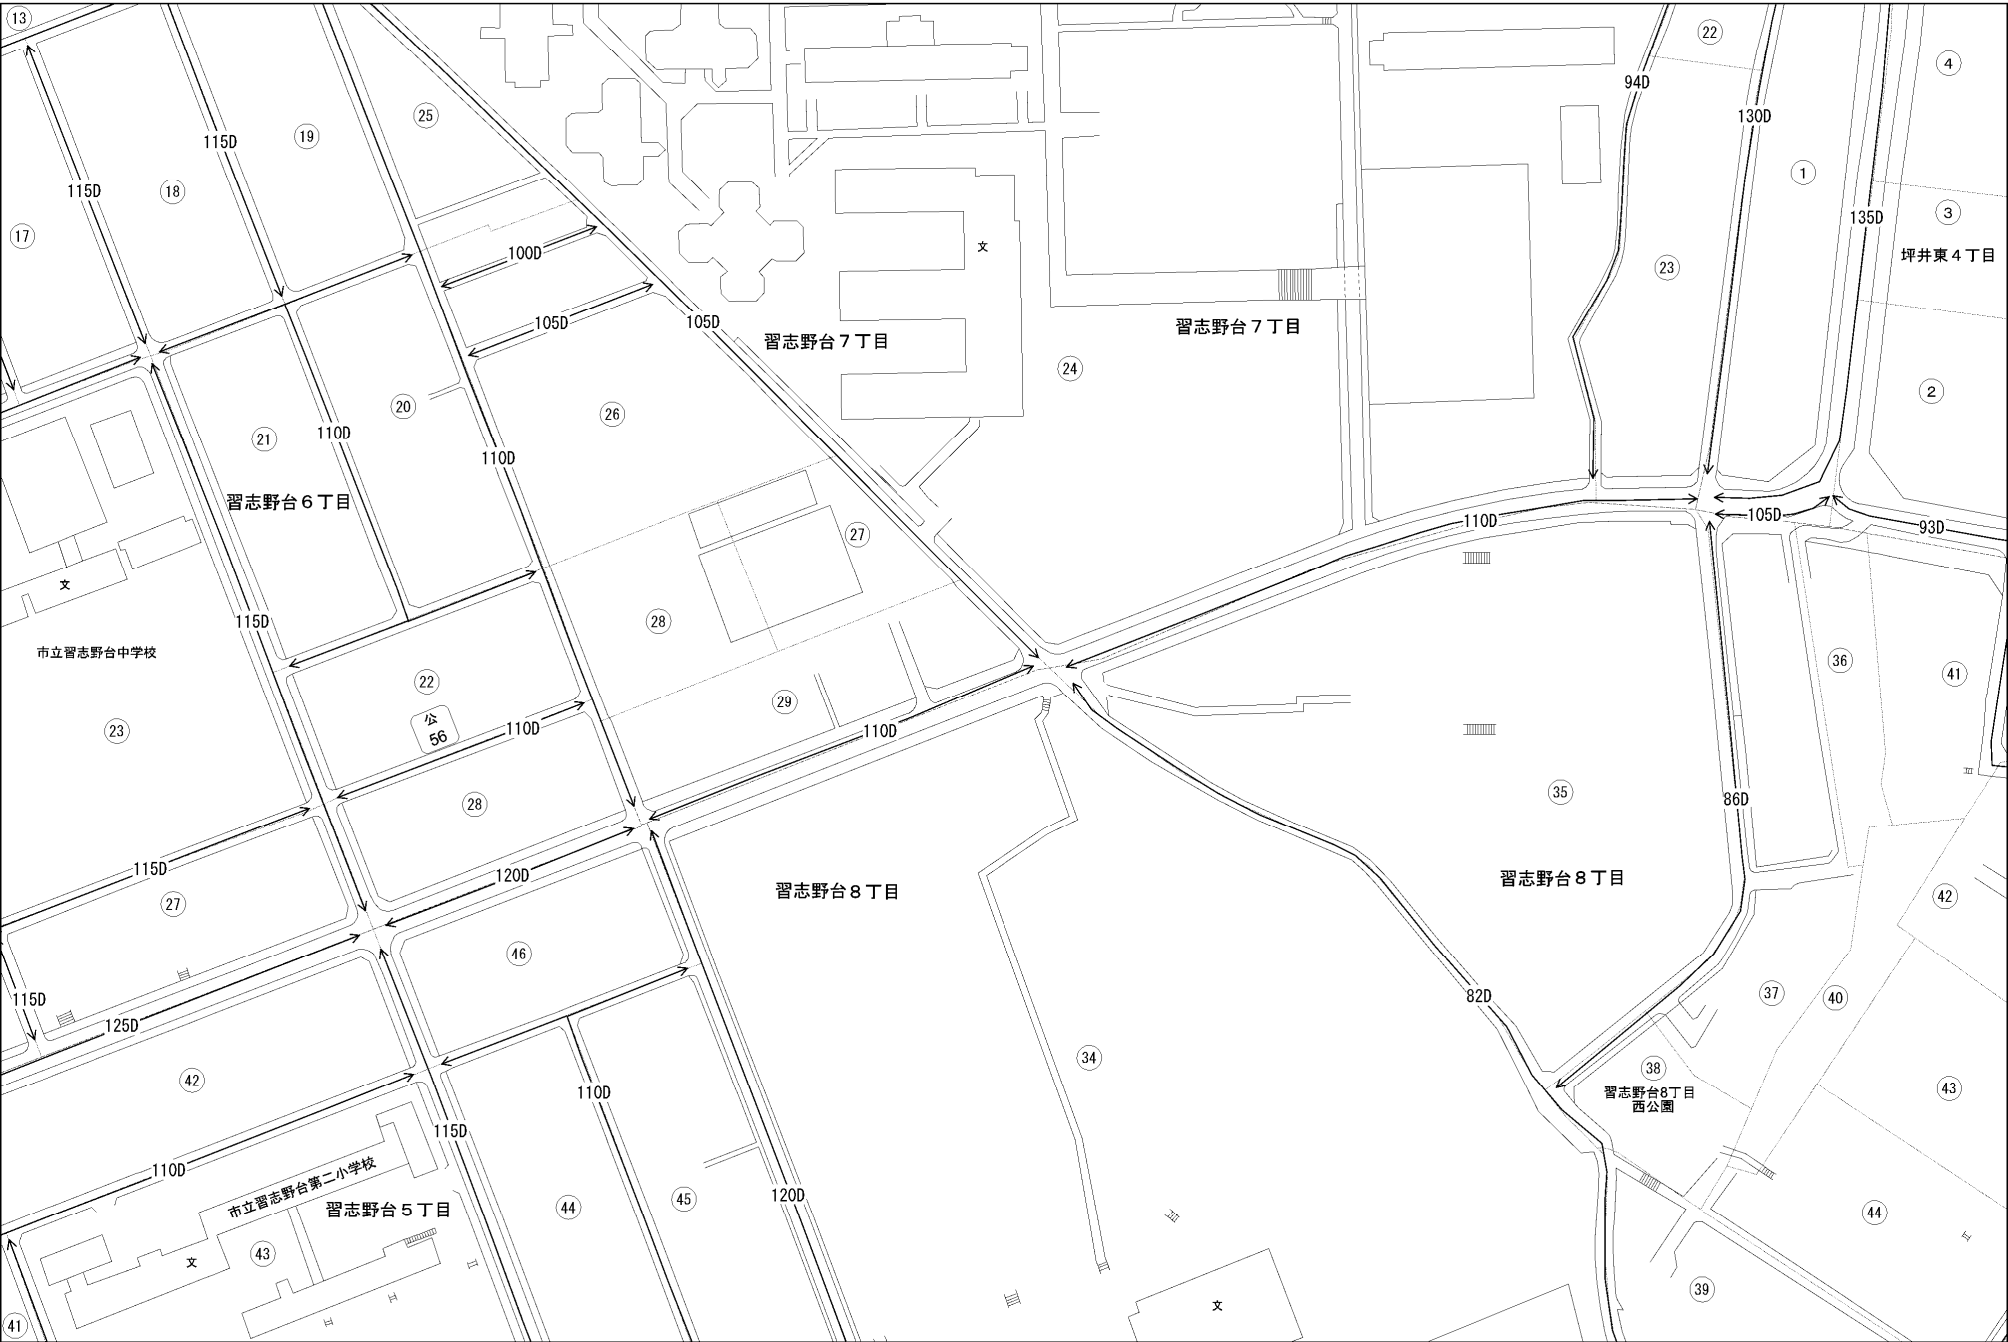 13
22
4
25
94D
19
115D
130D
1
18
115D
3
135D
17
文
坪井東４丁目
100D
23
105D
105D
習志野台７丁目
習志野台７丁目
24
2
20
26
21
110D
110D
習志野台６丁目
110D
105D
93D
27
文
115D
28
市立習志野台中学校
36
41
22
29
公
56
23
110D
110D
35
86D
28
115D
120D
習志野台８丁目
習志野台８丁目
27
42
46
82D
37
40
115D
125D
34
38
42
43
110D
習志野台8丁目
西公園
115D
110D
市立習志野台第二小学校
120D
45
44
習志野台５丁目
44
43
文
39
文
41